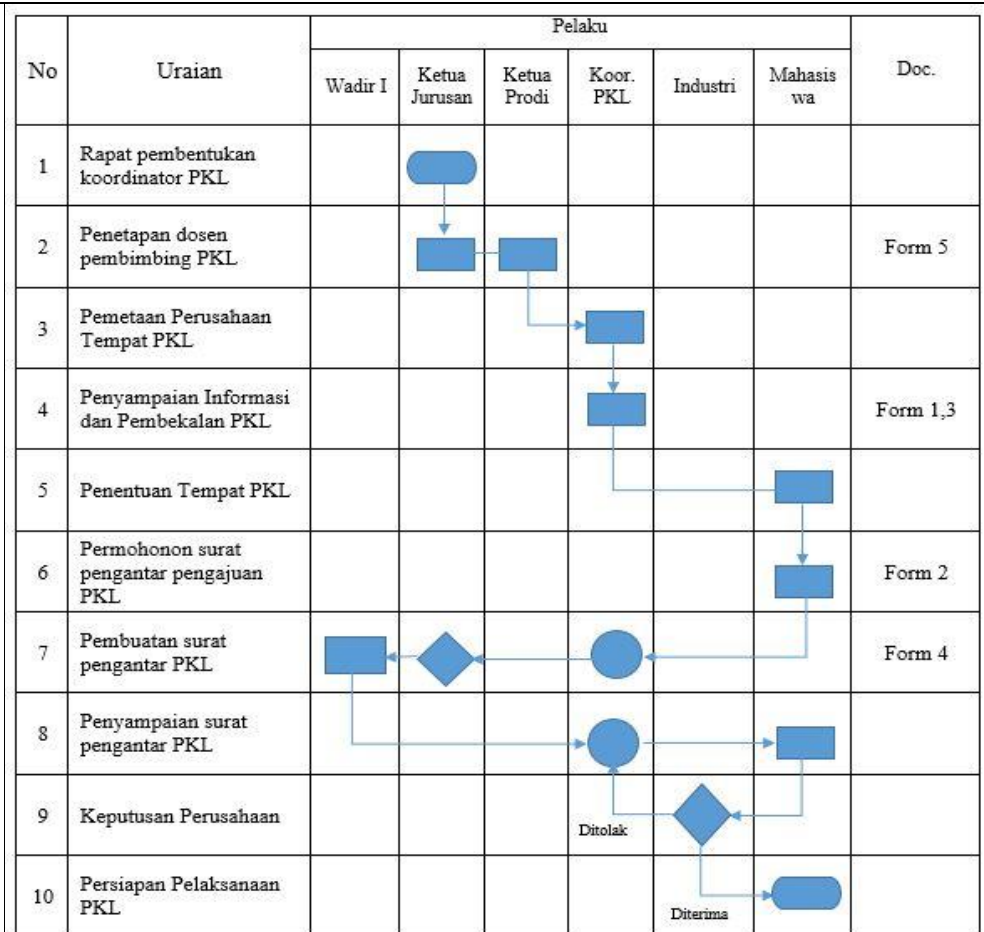 Pelaku
No
Uraian
Wadir I
Ketua
Jurusan
Ketua
Prodi
Koor.
PKL
Industri
Mahasis
wa
Doc.
1
Rapat pembentukan
koordinator PKL
2
Penetapan dosen
pembimbing PKL
Form 5
3
Pemetaan Perusahaan
Tempat PKL
4
Penyampaian Informasi
dan Pembekalan PKL
Form 1,3
5
Penentuan Tempat PKL
6
Permohonon surat
pengantar pengajuan
PKL
Form 2
7
Pembuatan surat
pengantar PKL
Form 4
8
Penyampaian surat
pengantar PKL
9
Keputusan Perusahaan
Ditolak
10
Persiapan Pelaksanaan
PKL
Diterima